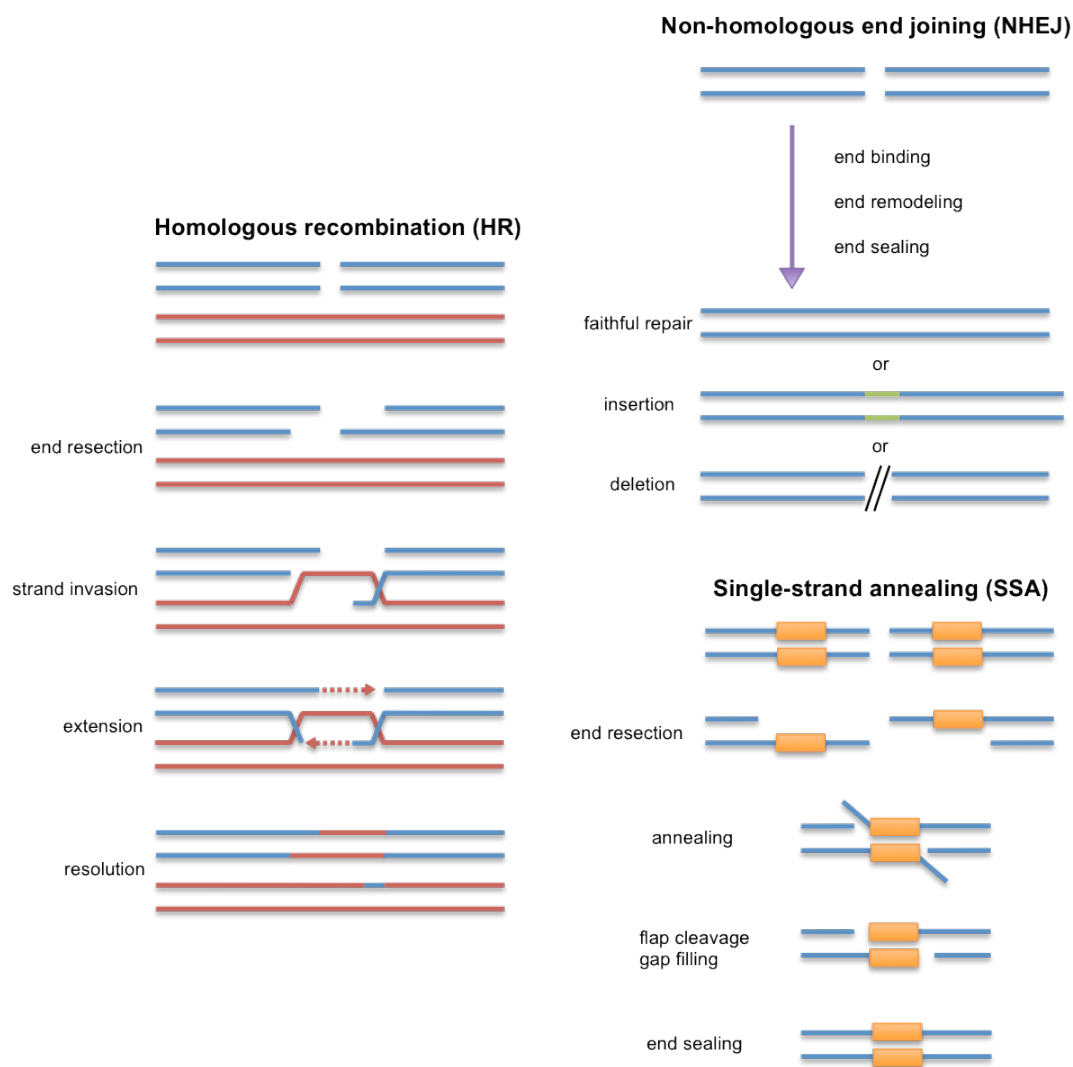 Non-homologous end joining (NHEJ)
end binding
end remodeling
end sealing
faithful repair
or
insertion
or
deletion
Homologous recombination (HR)
end resection
strand invasion
extension
resolution
Single-strand annealing (SSA)
end resection
annealing
flap cleavage
gap filling
end sealing